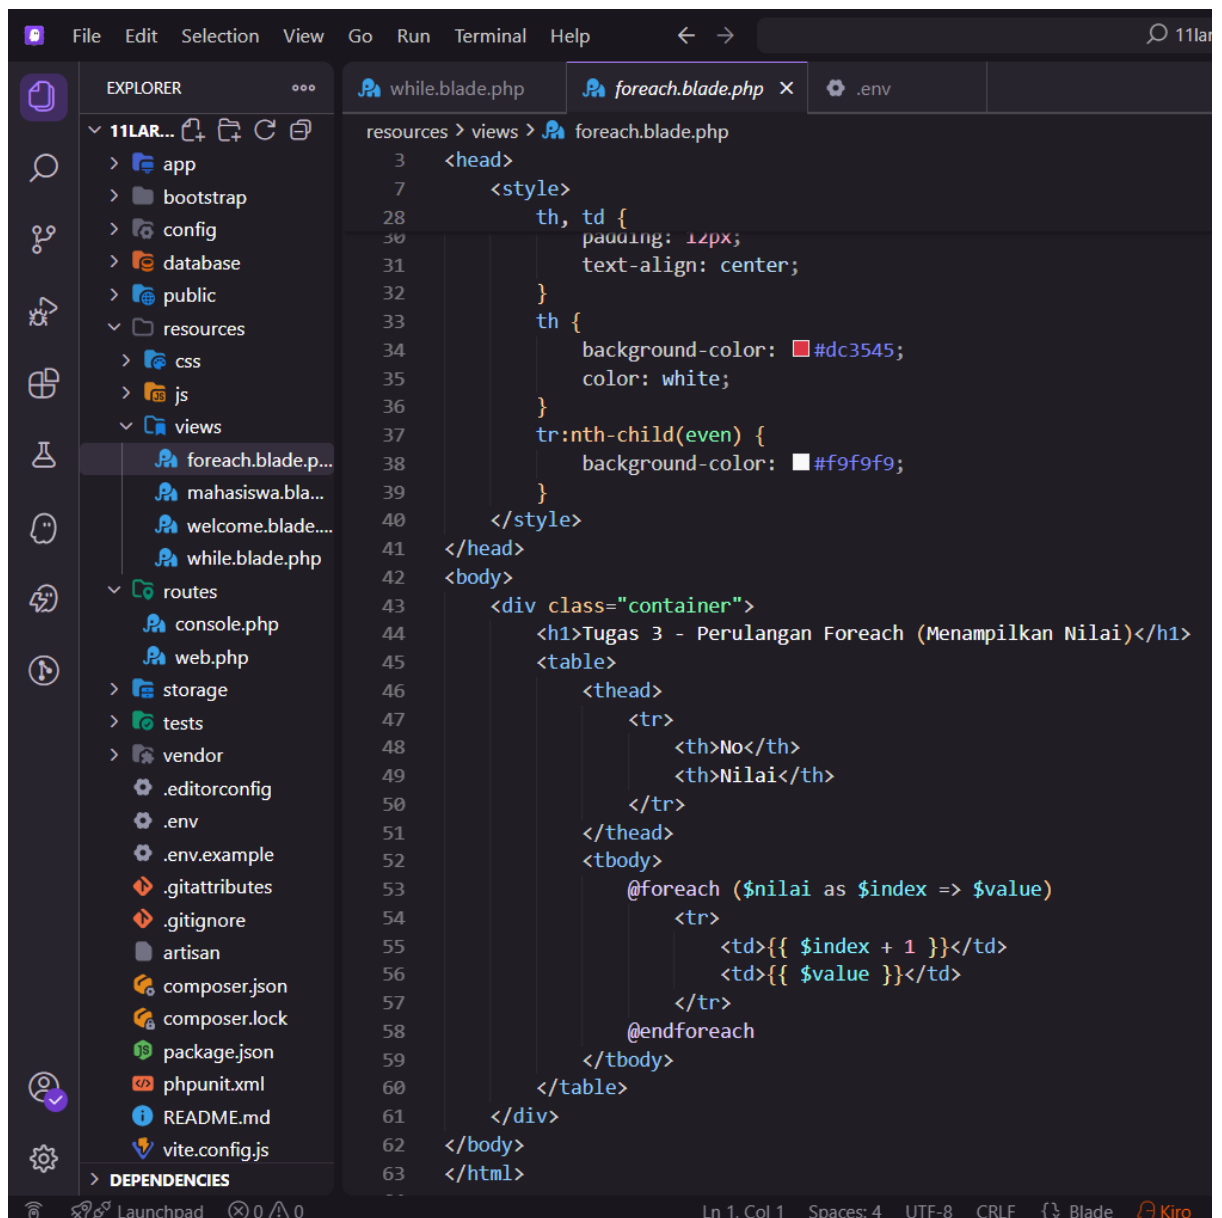 File Edit Selection View Go Run Terminal Help
11lar
EXPLORER
11LAR...
app
bootstrap
config
database
public
resources
css
js
views
foreach.blade.p...
mahasiswa.bla...
welcome.blade....
while.blade.php
routes
console.php
web.php
storage
tests
vendor
.editorconfig
.env
.env.example
.gitattributes
.gitignore
artisan
composer.json
composer.lock
package.json
phpunit.xml
README.md
vite.config.js
DEPENDENCIES
while.blade.php foreach.blade.php .env
resources > views > foreach.blade.php
3 <head>
7 <style>
28 th, td {
30 padding: 12px;
31 text-align: center;
32 }
33 th {
34 background-color: #dc3545;
35 color: white;
36 }
37 tr:nth-child(even) {
38 background-color: #f9f9f9;
39 }
40 </style>
41 </head>
42 <body>
43 <div class="container">
44 <h1>Tugas 3 - Perulangan Foreach (Menampilkan Nilai)</h1>
45 <table>
46 <thead>
47 <tr>
48 <th>No</th>
49 <th>Nilai</th>
50 </tr>
51 </thead>
52 <tbody>
53 @foreach ($nilai as $index => $value)
54 <tr>
55 <td>{{ $index + 1 }}</td>
56 <td>{{ $value }}</td>
57 </tr>
58 @endforeach
59 </tbody>
60 </table>
61 </div>
62 </body>
63 </html>
Launchpad 0 0 Ln 1, Col 1 Spaces: 4 UTF-8 CRLF {} Blade Kiro